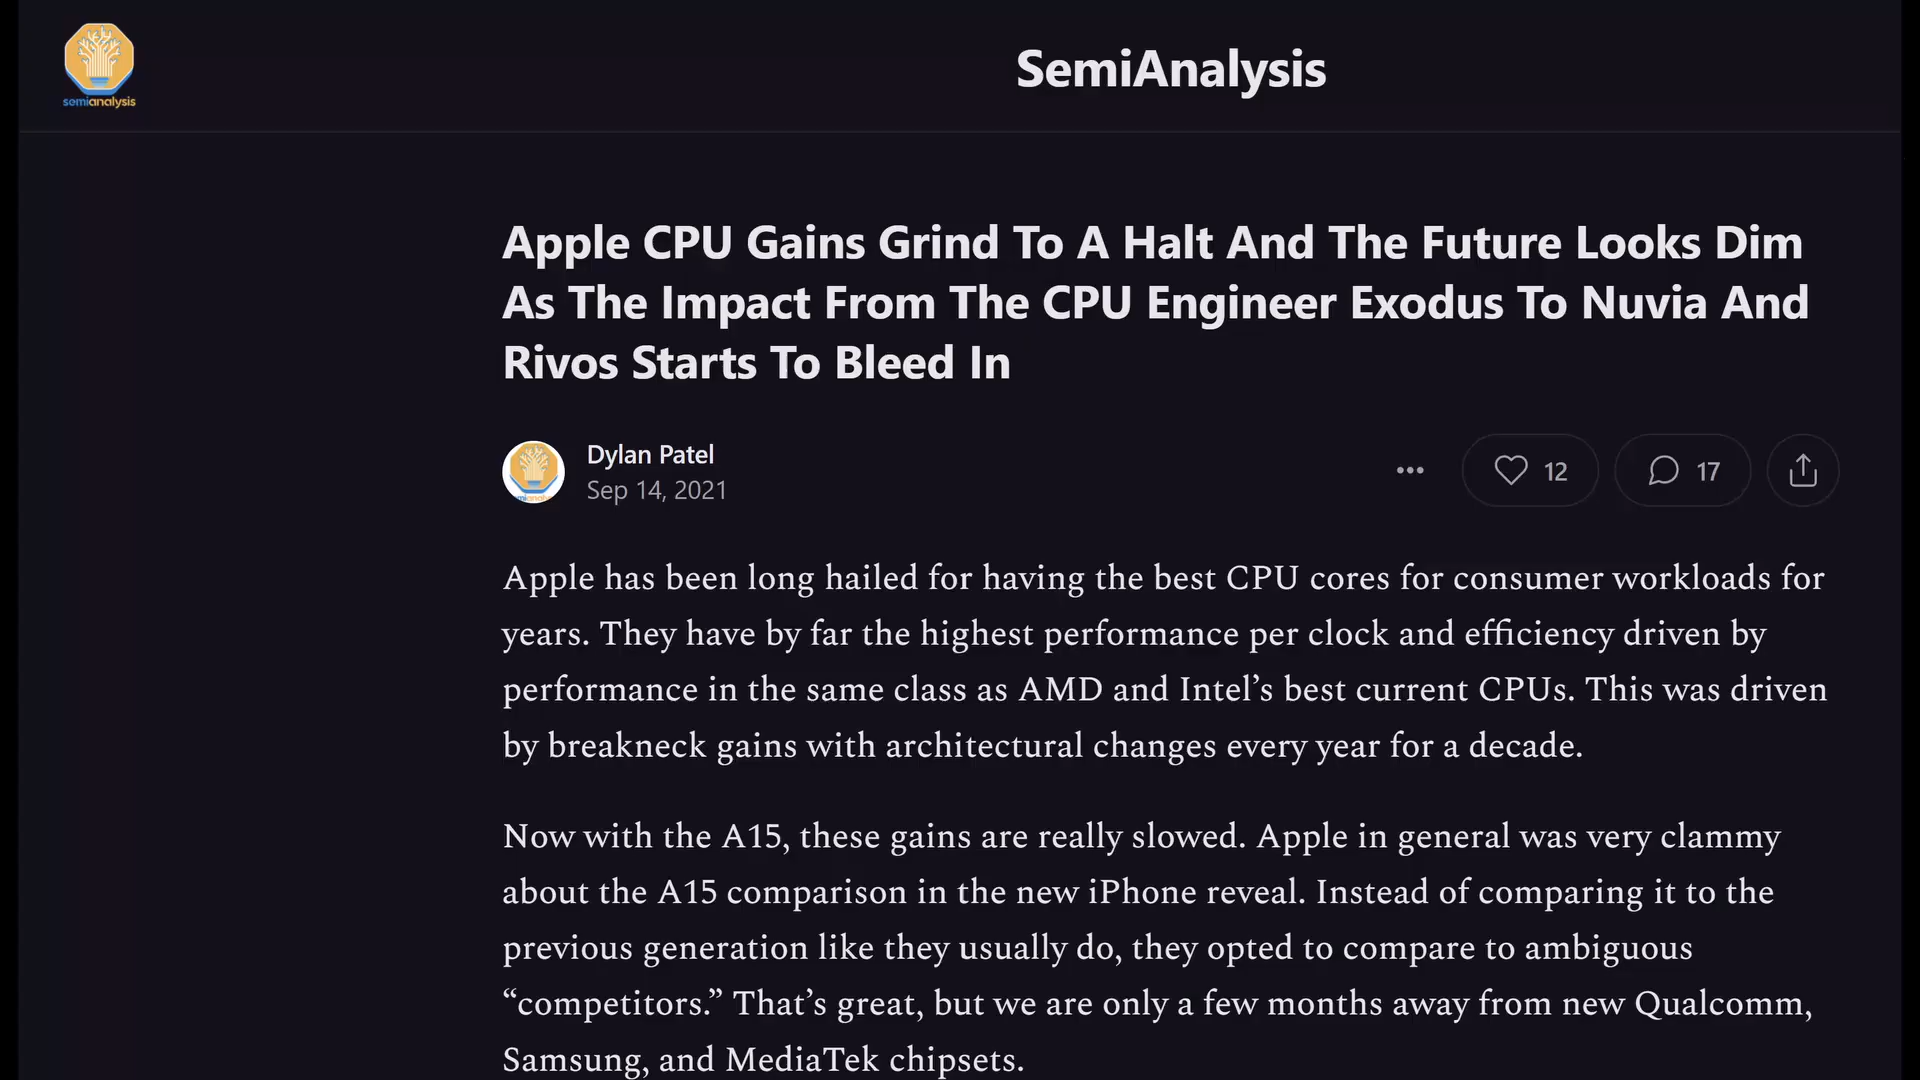 semianalysis
SemiAnalysis
Apple CPU Gains Grind To A Halt And The Future Looks Dim
As The Impact From The CPU Engineer Exodus To Nuvia And
Rivos Starts To Bleed In
Dylan Patel
Sep 14, 2021
12
17
Apple has been long hailed for having the best CPU cores for consumer workloads for
years. They have by far the highest performance per clock and efficiency driven by
performance in the same class as AMD and Intel’s best current CPUs. This was driven
by breakneck gains with architectural changes every year for a decade.
Now with the A15, these gains are really slowed. Apple in general was very clammy
about the A15 comparison in the new iPhone reveal. Instead of comparing it to the
previous generation like they usually do, they opted to compare to ambiguous
“competitors.” That’s great, but we are only a few months away from new Qualcomm,
Samsung, and MediaTek chipsets.